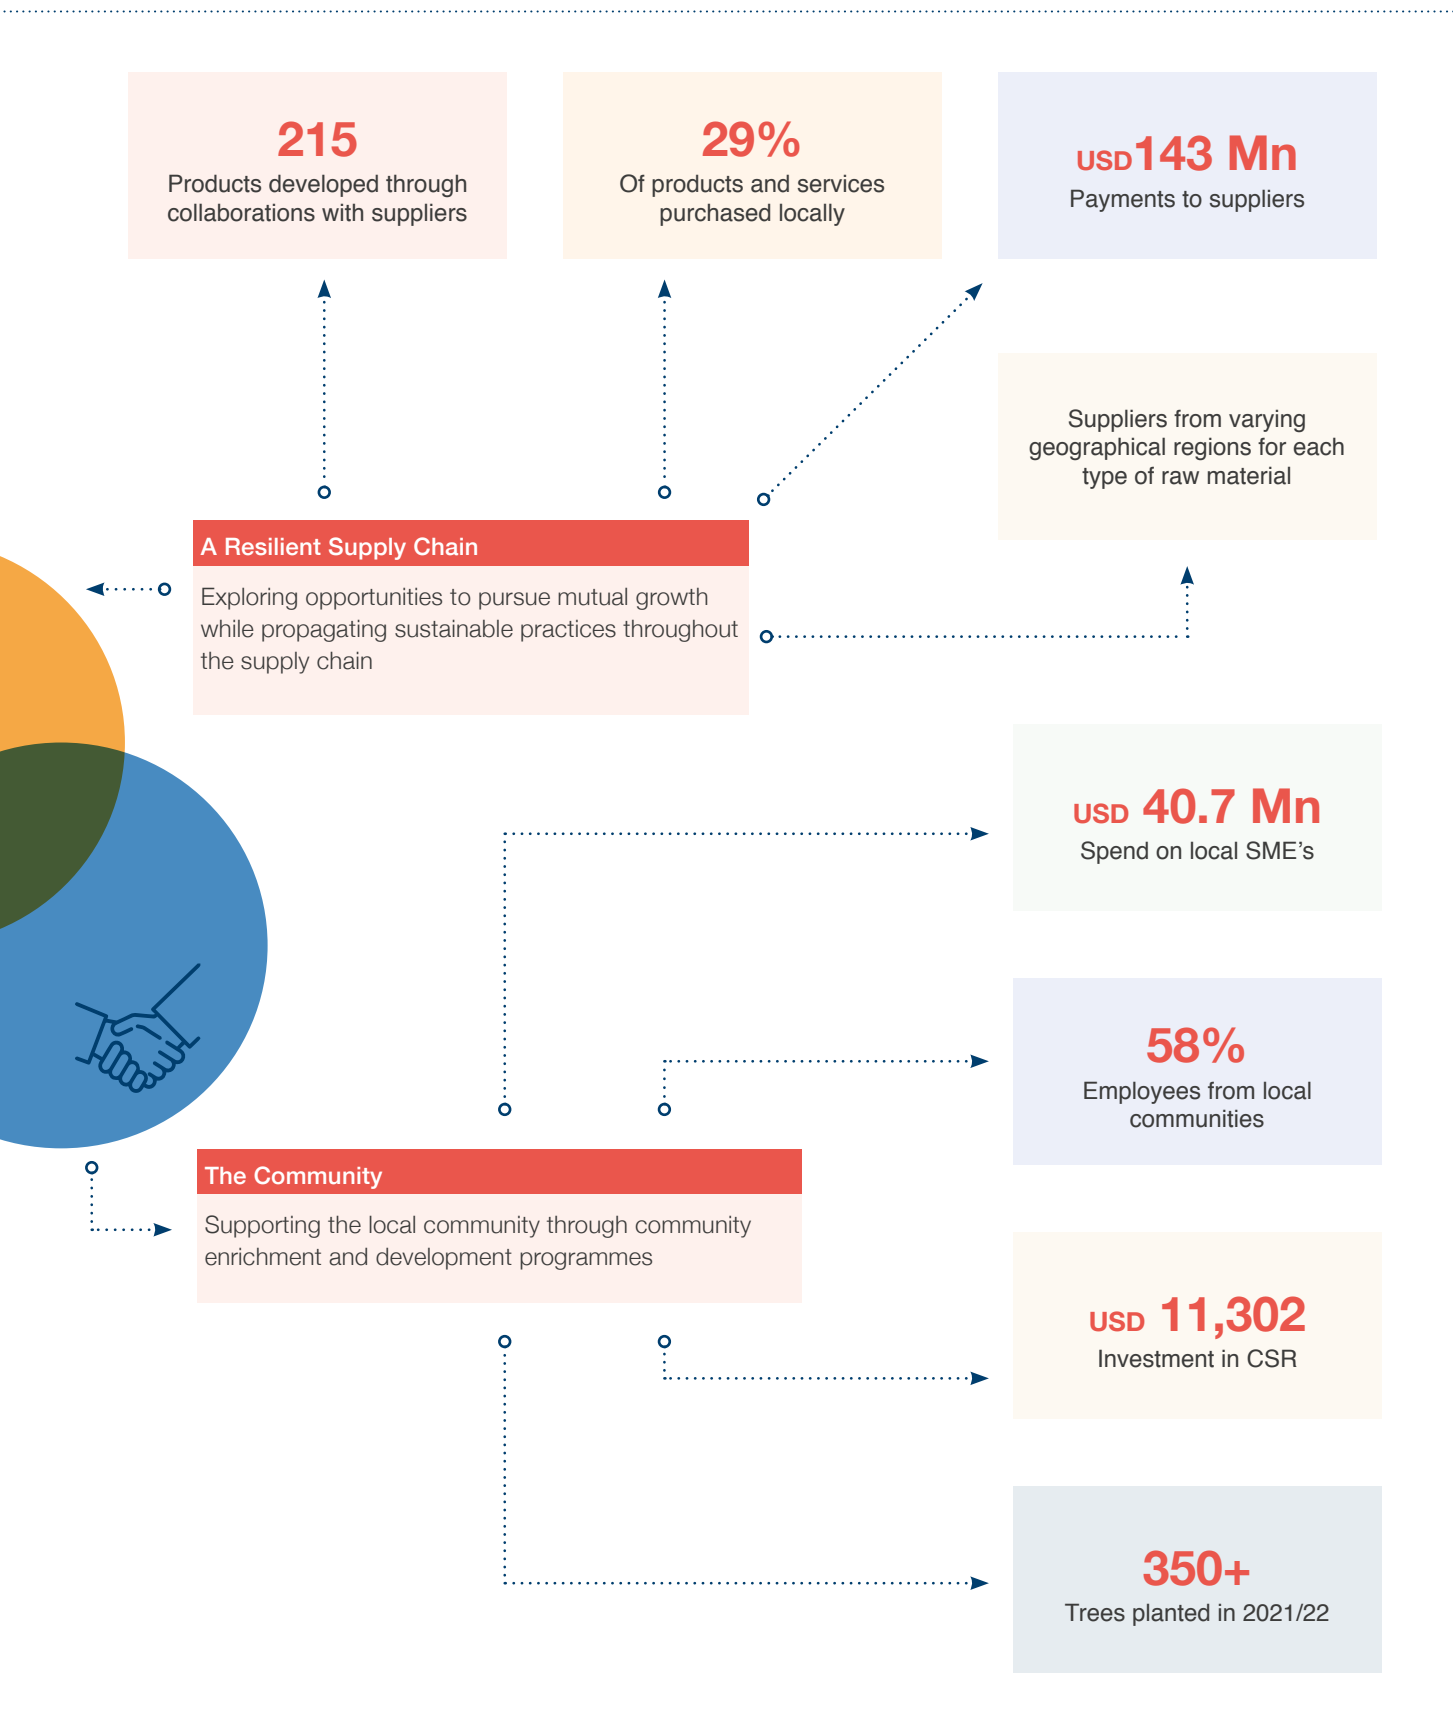 215
Products developed through
collaborations with suppliers
29%
Of products and services
purchased locally
USD143 Mn
Payments to suppliers
Suppliers from varying
geographical regions for each
type of raw material
A Resilient Supply Chain
Exploring opportunities to pursue mutual growth
while propagating sustainable practices throughout
the supply chain
USD 40.7 Mn
Spend on local SME's
58%
Employees from local
communities
The Community
Supporting the local community through community
enrichment and development programmes
USD 11,302
Investment in CSR
350+
Trees planted in 2021/22